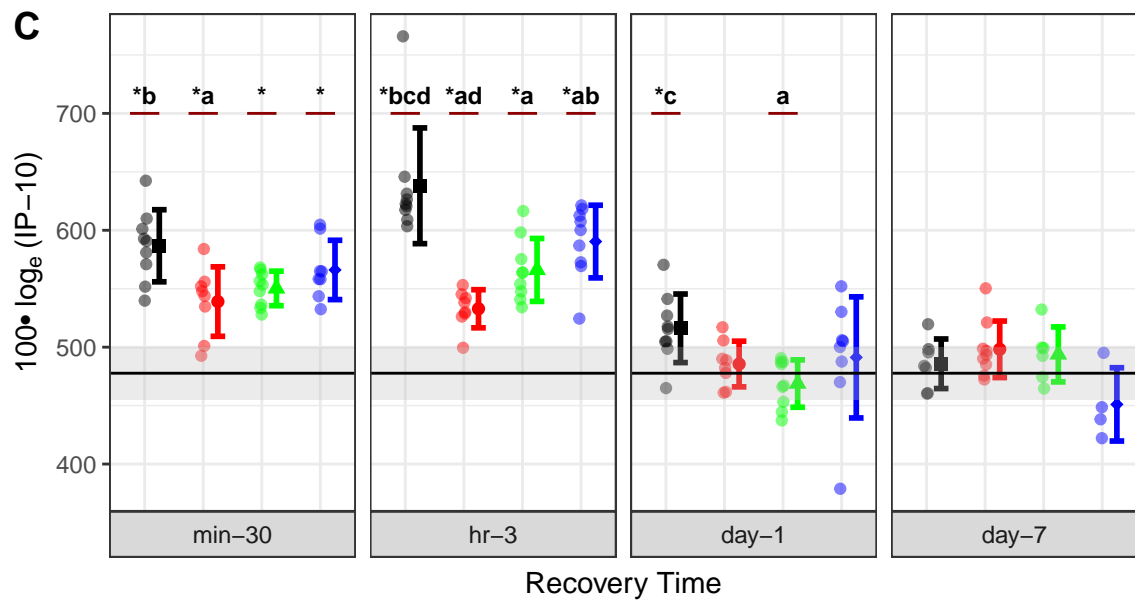 C
100• logₑ (IP−10)
700
600
500
400
*b *a * *
*bcd *ad *a *ab
*c a
min−30 hr−3 day−1 day−7
Recovery Time